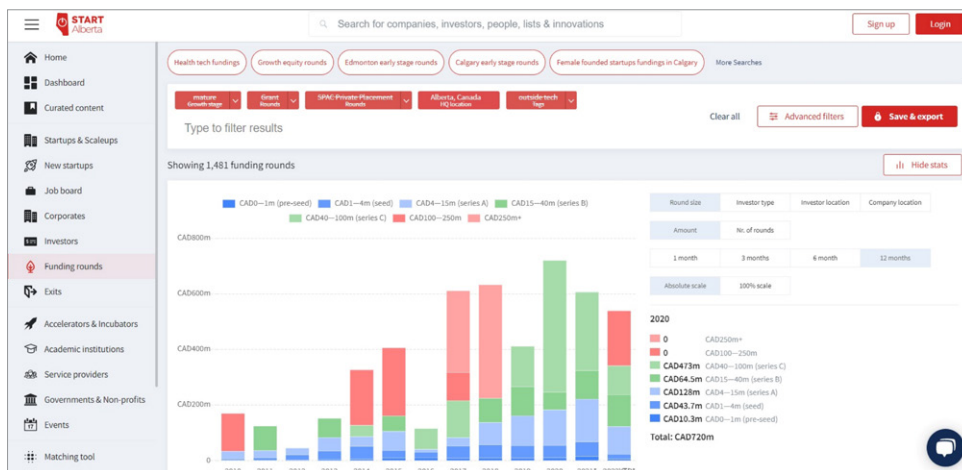 START
Alberta
Search for companies, investors, people, lists & innovations
Sign up
Login
Home
Dashboard
Curated content
Startups & Scaleups
New startups
Job board
Corporates
Investors
Funding rounds
Exits
Accelerators & Incubators
Academic institutions
Service providers
Governments & Non-profits
Events
Matching tool
Health tech fundings
Growth equity rounds
Edmonton early stage rounds
Calgary early stage rounds
Female founded startups fundings in Calgary
More Searches
mature
Growth stage
Grant
Rounds
SPAC Private Placement
Rounds
Alberta, Canada
HQ location
outside tech
Tags
Type to filter results
Clear all
Advanced filters
Save & export
Showing 1,481 funding rounds
Hide stats
CAD0—1m (pre-seed)
CAD1—4m (seed)
CAD4—15m (series A)
CAD15—40m (series B)
CAD40—100m (series C)
CAD100—250m
CAD250m+
CAD800m
CAD600m
CAD400m
CAD200m
0
Round size
Investor type
Investor location
Company location
Amount
Nr. of rounds
1 month
3 months
6 month
12 months
Absolute scale
100% scale
2020
0 CAD250m+
0 CAD100—250m
CAD473m CAD40—100m (series C)
CAD64.5m CAD15—40m (series B)
CAD128m CAD4—15m (series A)
CAD43.7m CAD1—4m (seed)
CAD10.3m CAD0—1m (pre-seed)
Total: CAD720m